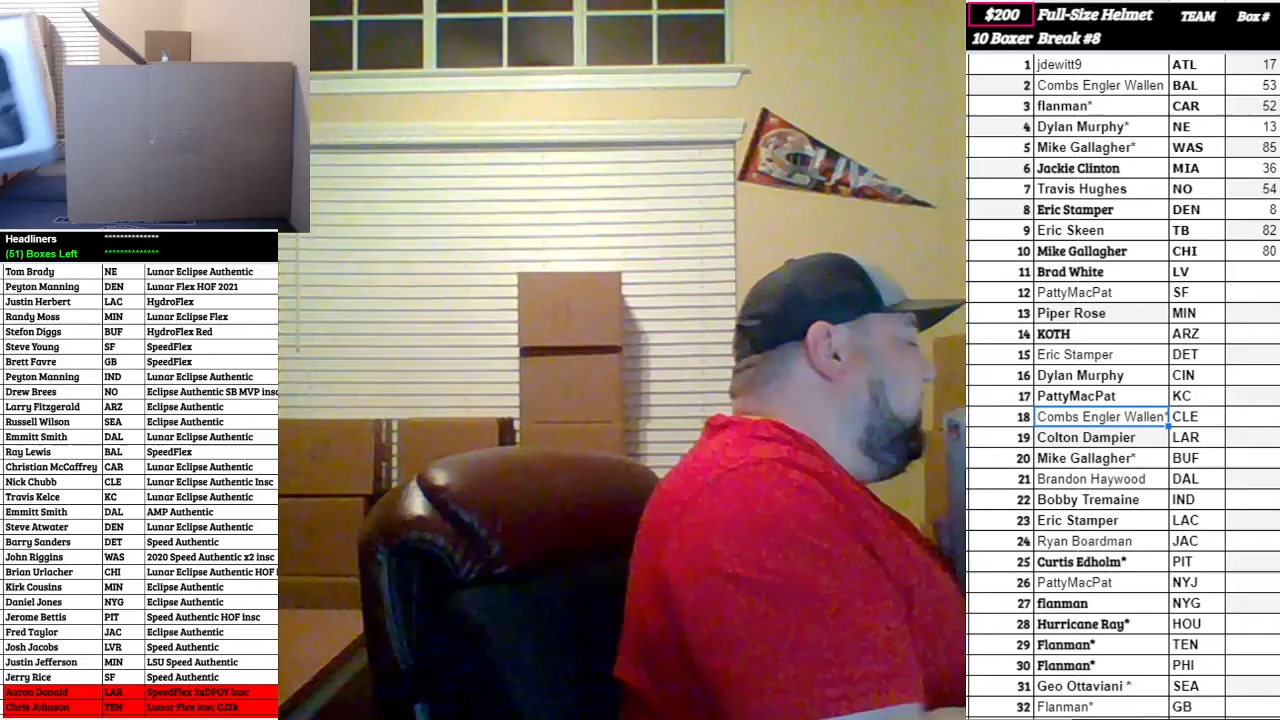 Headliners **************
(51) Boxes Left **************
Tom Brady NE Lunar Eclipse Authentic
Peyton Manning DEN Lunar Flex HOF 2021
Justin Herbert LAC HydroFlex
Randy Moss MIN Lunar Eclipse Flex
Stefon Diggs BUF HydroFlex Red
Steve Young SF SpeedFlex
Brett Favre GB SpeedFlex
Peyton Manning IND Lunar Eclipse Authentic
Drew Brees NO Eclipse Authentic SB MVP insc
Larry Fitzgerald ARZ Eclipse Authentic
Russell Wilson SEA Eclipse Authentic
Emmitt Smith DAL Lunar Eclipse Authentic
Ray Lewis BAL SpeedFlex
Christian McCaffrey CAR Lunar Eclipse Authentic
Nick Chubb CLE Lunar Eclipse Authentic Insc
Travis Kelce KC Lunar Eclipse Authentic
Emmitt Smith DAL AMP Authentic
Steve Atwater DEN Lunar Eclipse Authentic
Barry Sanders DET Speed Authentic
John Riggins WAS 2020 Speed Authentic x2 insc
Brian Urlacher CHI Lunar Eclipse Authentic HOF i
Kirk Cousins MIN Eclipse Authentic
Daniel Jones NYG Eclipse Authentic
Jerome Bettis PIT Speed Authentic HOF insc
Fred Taylor JAC Eclipse Authentic
Josh Jacobs LVR Speed Authentic
Justin Jefferson MIN LSU Speed Authentic
Jerry Rice SF Speed Authentic
Aaron Donald LAR SpeedFlex 3xDPOY insc
Chris Johnson TEN Lunar Flex insc CJ2k
$200 Full-Size Helmet TEAM Box #
10 Boxer Break #8
1 jdewitt9 ATL 17
2 Combs Engler Wallen BAL 53
3 flanman* CAR 52
4 Dylan Murphy* NE 13
5 Mike Gallagher* WAS 85
6 Jackie Clinton MIA 36
7 Travis Hughes NO 54
8 Eric Stamper DEN 8
9 Eric Skeen TB 82
10 Mike Gallagher CHI 80
11 Brad White LV
12 PattyMacPat SF
13 Piper Rose MIN
14 KOTH ARZ
15 Eric Stamper DET
16 Dylan Murphy CIN
17 PattyMacPat KC
18 Combs Engler Wallen* CLE
19 Colton Dampier LAR
20 Mike Gallagher* BUF
21 Brandon Haywood DAL
22 Bobby Tremaine IND
23 Eric Stamper LAC
24 Ryan Boardman JAC
25 Curtis Edholm* PIT
26 PattyMacPat NYJ
27 flanman NYG
28 Hurricane Ray* HOU
29 Flanman* TEN
30 Flanman* PHI
31 Geo Ottaviani * SEA
32 Flanman* GB